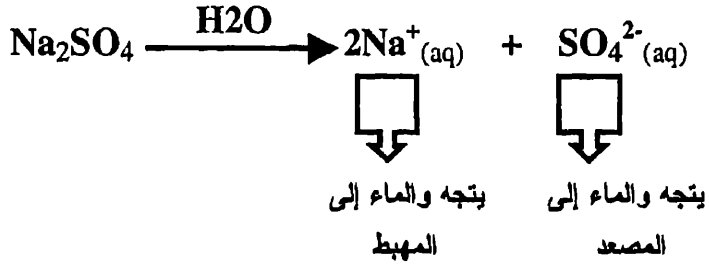 H2O
Na₂SO₄ ⟶ 2Na⁺(aq) + SO₄²⁻(aq)
يتجه والماء إلى المهبط
يتجه والماء إلى المصعد